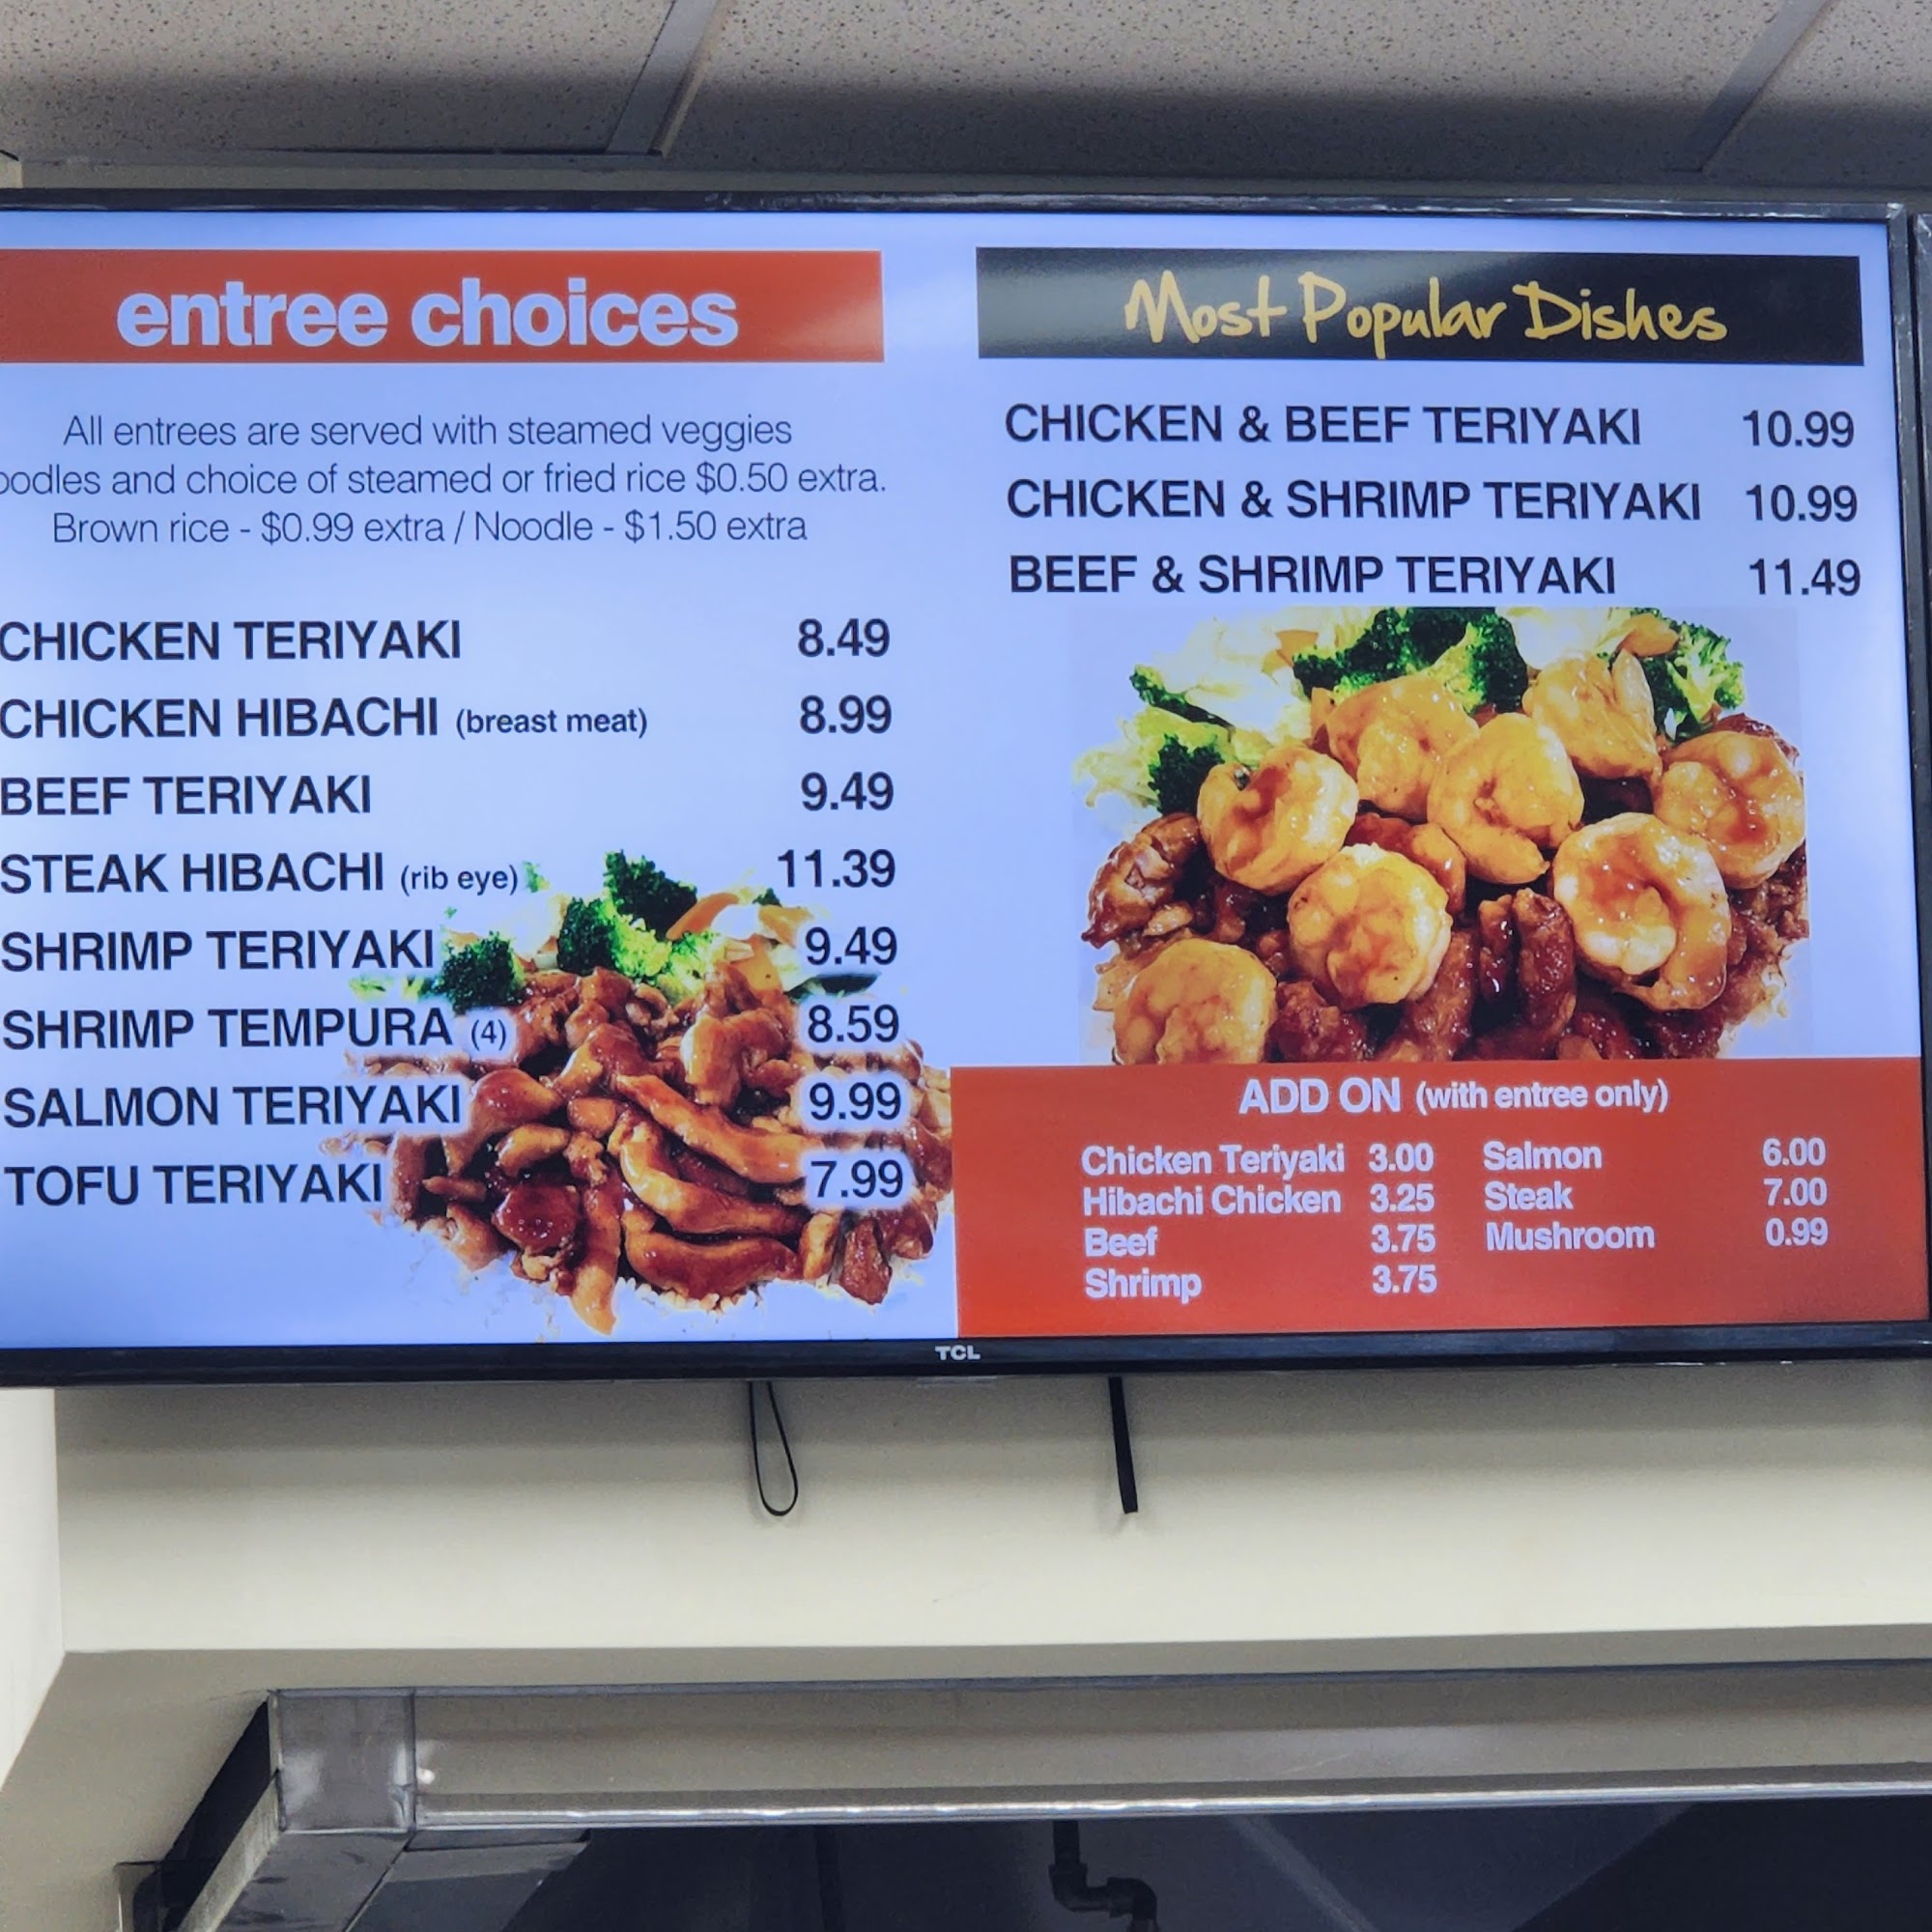 entree choices
All entrees are served with steamed veggies
oodles and choice of steamed or fried rice $0.50 extra.
Brown rice - $0.99 extra / Noodle - $1.50 extra
CHICKEN TERIYAKI 8.49
CHICKEN HIBACHI (breast meat) 8.99
BEEF TERIYAKI 9.49
STEAK HIBACHI (rib eye) 11.39
SHRIMP TERIYAKI 9.49
SHRIMP TEMPURA (4) 8.59
SALMON TERIYAKI 9.99
TOFU TERIYAKI 7.99
Most Popular Dishes
CHICKEN & BEEF TERIYAKI 10.99
CHICKEN & SHRIMP TERIYAKI 10.99
BEEF & SHRIMP TERIYAKI 11.49
ADD ON (with entree only)
Chicken Teriyaki 3.00 Salmon 6.00
Hibachi Chicken 3.25 Steak 7.00
Beef 3.75 Mushroom 0.99
Shrimp 3.75
TCL